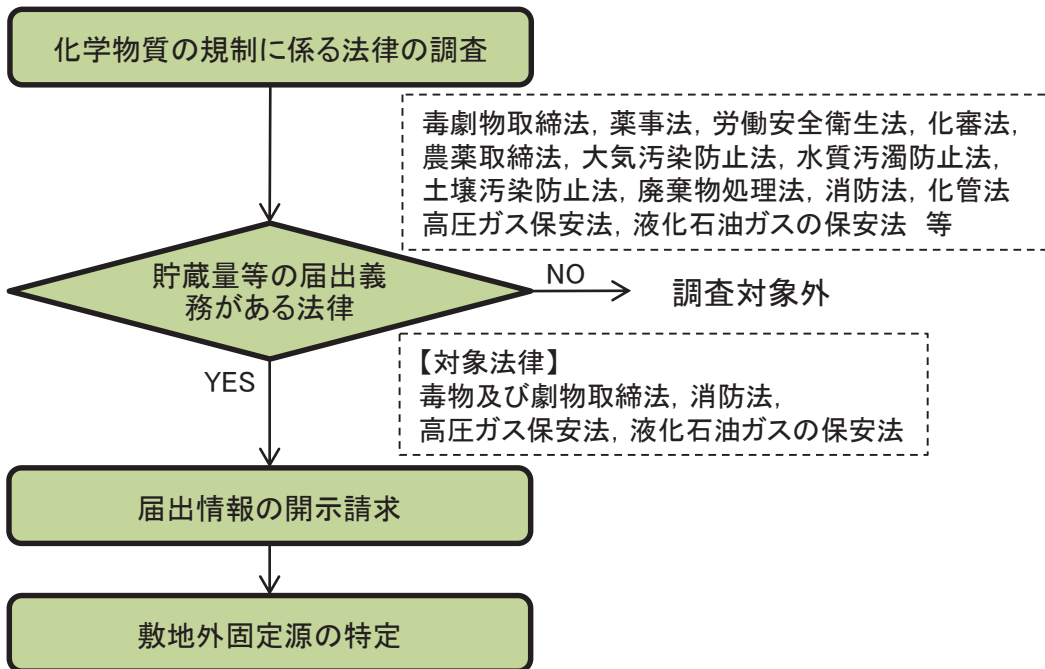 化学物質の規制に係る法律の調査
毒劇物取締法, 薬事法, 労働安全衛生法, 化審法,
農薬取締法, 大気汚染防止法, 水質汚濁防止法,
土壌汚染防止法, 廃棄物処理法, 消防法, 化管法
高圧ガス保安法, 液化石油ガスの保安法 等
貯蔵量等の届出義
務がある法律
NO
調査対象外
YES
【対象法律】
毒物及び劇物取締法, 消防法,
高圧ガス保安法, 液化石油ガスの保安法
届出情報の開示請求
敷地外固定源の特定